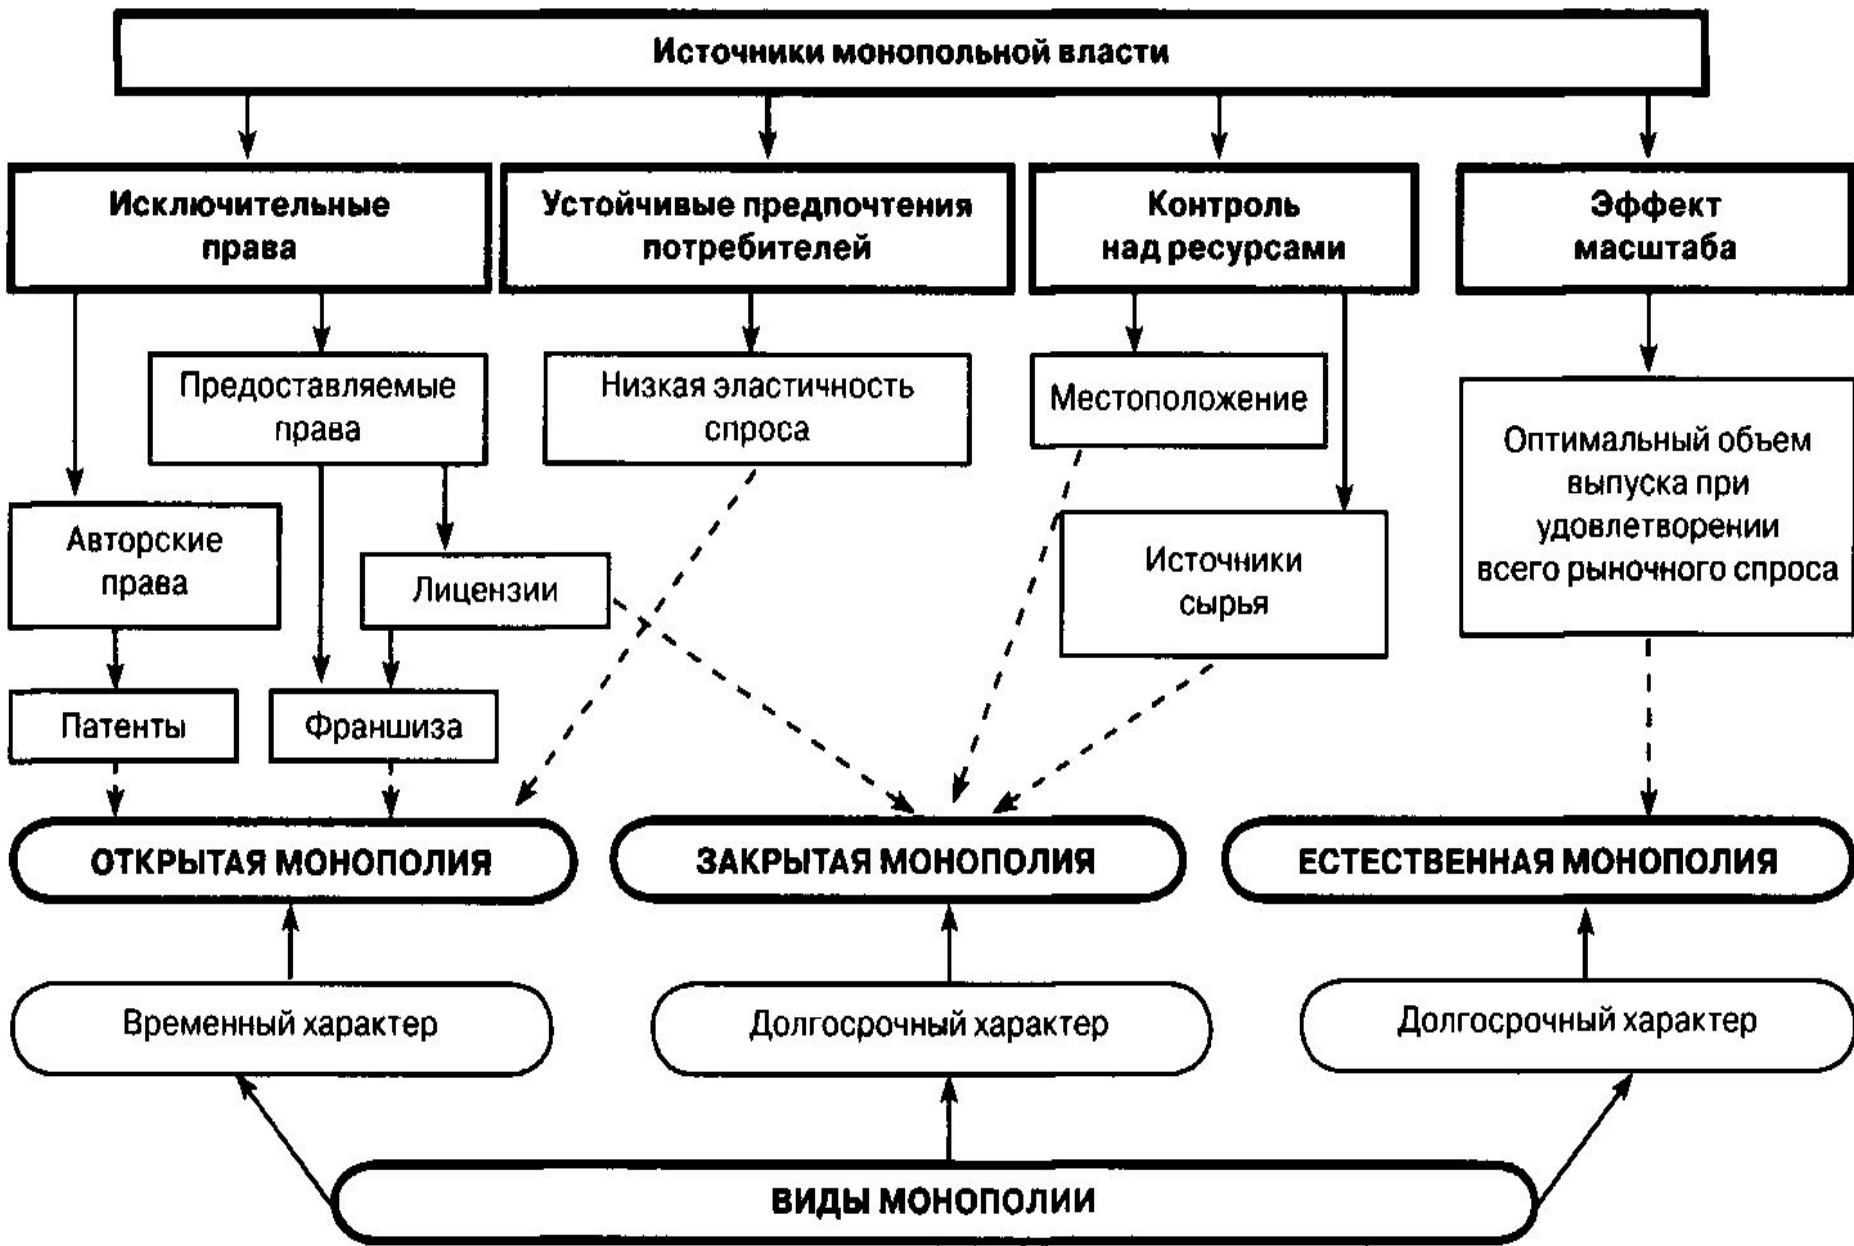 Источники монопольной власти
Исключительные
права
Устойчивые предпочтения
потребителей
Контроль
над ресурсами
Эффект
масштаба
Предоставляемые
права
Низкая эластичность
спроса
Местоположение
Оптимальный объем
выпуска при
удовлетворении
всего рыночного спроса
Авторские
права
Лицензии
Источники
сырья
Патенты
Франшиза
ОТКРЫТАЯ МОНОПОЛИЯ
ЗАКРЫТАЯ МОНОПОЛИЯ
ЕСТЕСТВЕННАЯ МОНОПОЛИЯ
Временный характер
Долгосрочный характер
Долгосрочный характер
ВИДЫ МОНОПОЛИИ